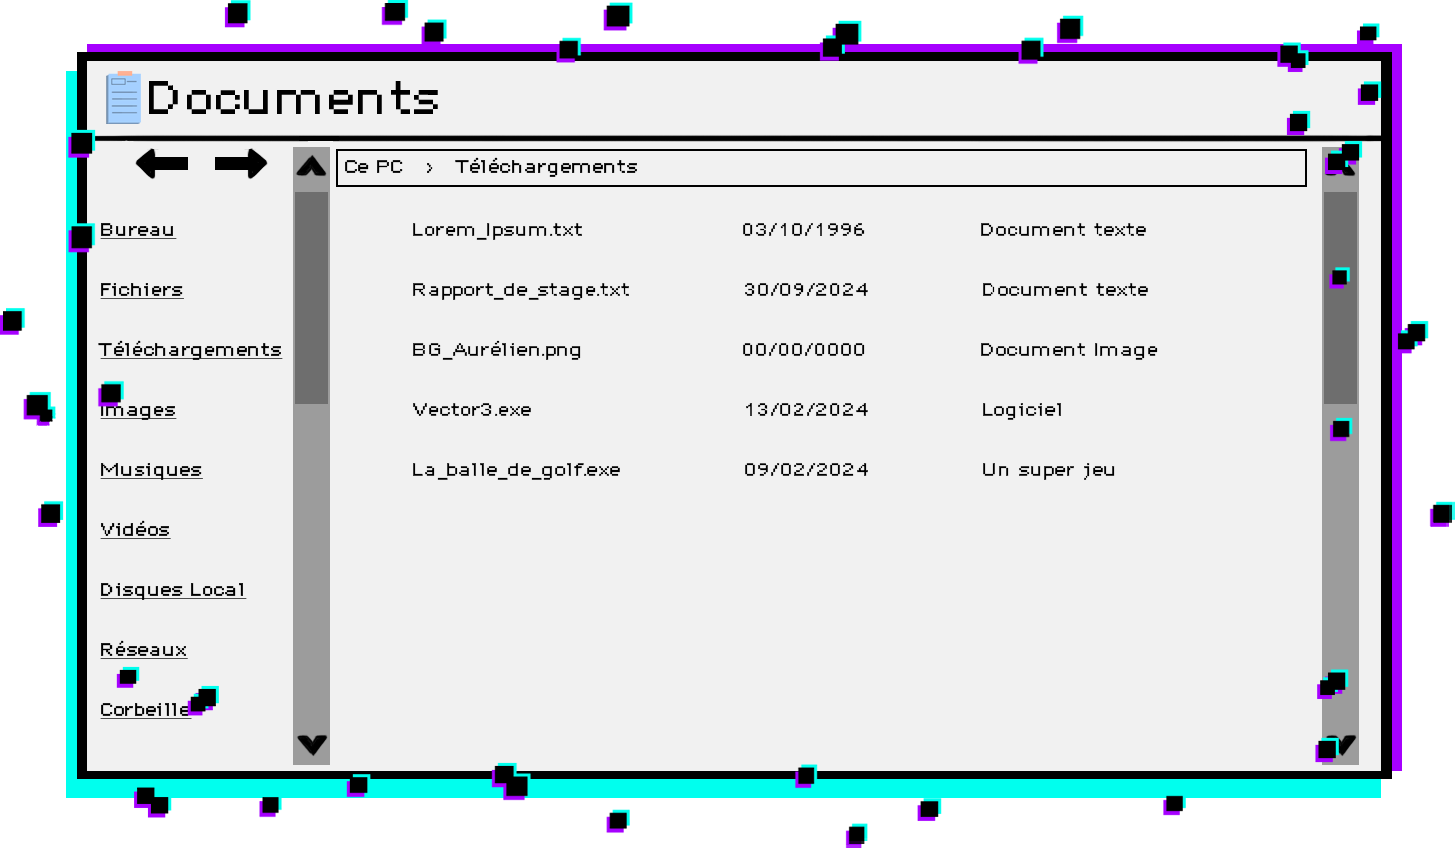 Documents
Ce PC > Téléchargements
Bureau
Fichiers
Téléchargements
Images
Musiques
Vidéos
Disques Local
Réseaux
Corbeille
Lorem_Ipsum.txt 03/10/1996 Document texte
Rapport_de_stage.txt 30/09/2024 Document texte
BG_Aurélien.png 00/00/0000 Document Image
Vector3.exe 13/02/2024 Logiciel
La_balle_de_golf.exe 09/02/2024 Un super jeu